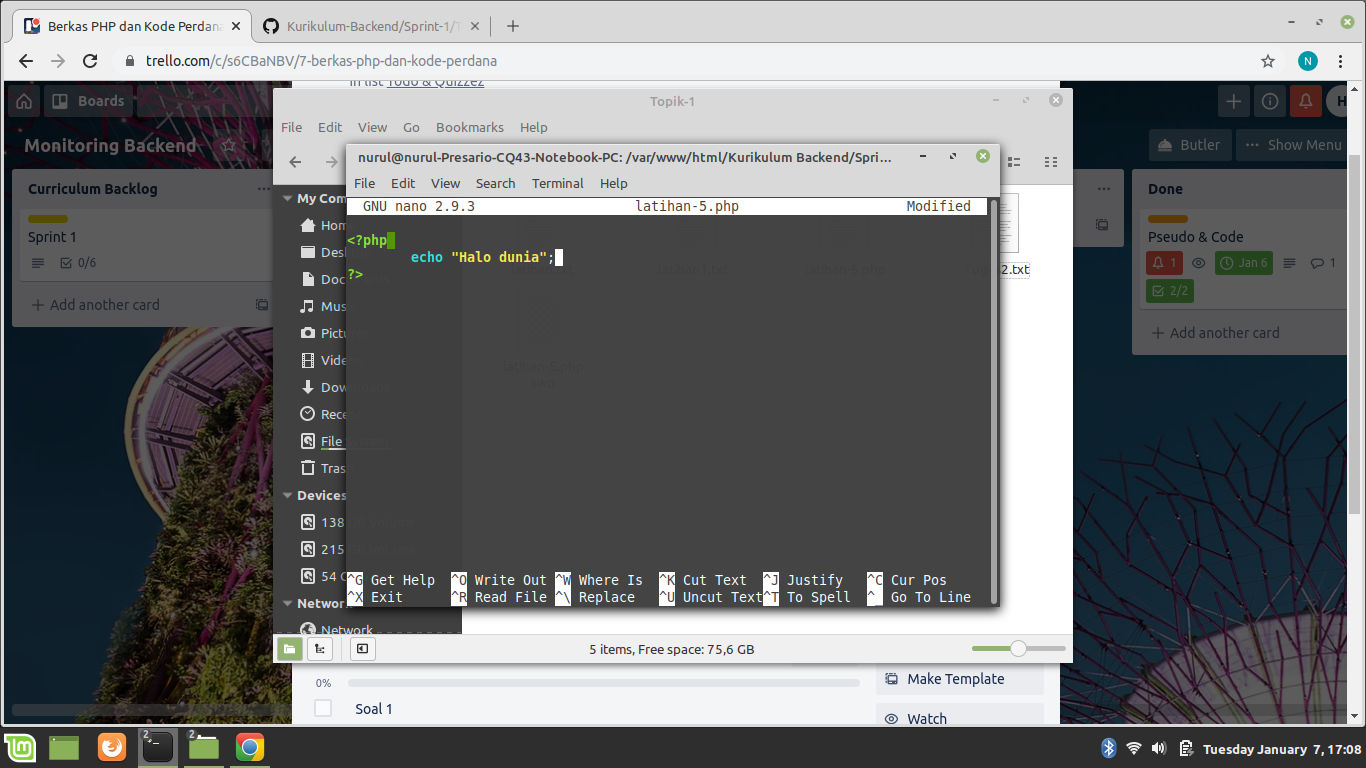 Berkas PHP dan Kode Perdana
Kurikulum-Backend/Sprint-1/T
trello.com/c/s6CBaNBV/7-berkas-php-dan-kode-perdana
N
in list Todo & Quizzez
Boards
Monitoring Backend
Butler
Show Menu
Curriculum Backlog
Sprint 1
0/6
+ Add another card
Done
Pseudo & Code
1
Jan 6
1
2/2
+ Add another card
Topik-1
File Edit View Go Bookmarks Help
My Com
Hom
Desk
Doc
Musi
Pictu
Vide
Dow
Rece
File
Tras
Devices
138
215
54 G
Network
Network
2.txt
5 items, Free space: 75,6 GB
nurul@nurul-Presario-CQ43-Notebook-PC: /var/www/html/Kurikulum Backend/Spri...
File Edit View Search Terminal Help
GNU nano 2.9.3 latihan-5.php Modified
<?php
echo "Halo dunia";
?>
^G Get Help ^O Write Out ^W Where Is ^K Cut Text ^J Justify ^C Cur Pos
^X Exit ^R Read File ^\ Replace ^U Uncut Text ^T To Spell ^_ Go To Line
0%
Soal 1
Make Template
Watch
2
2
Tuesday January 7, 17:08